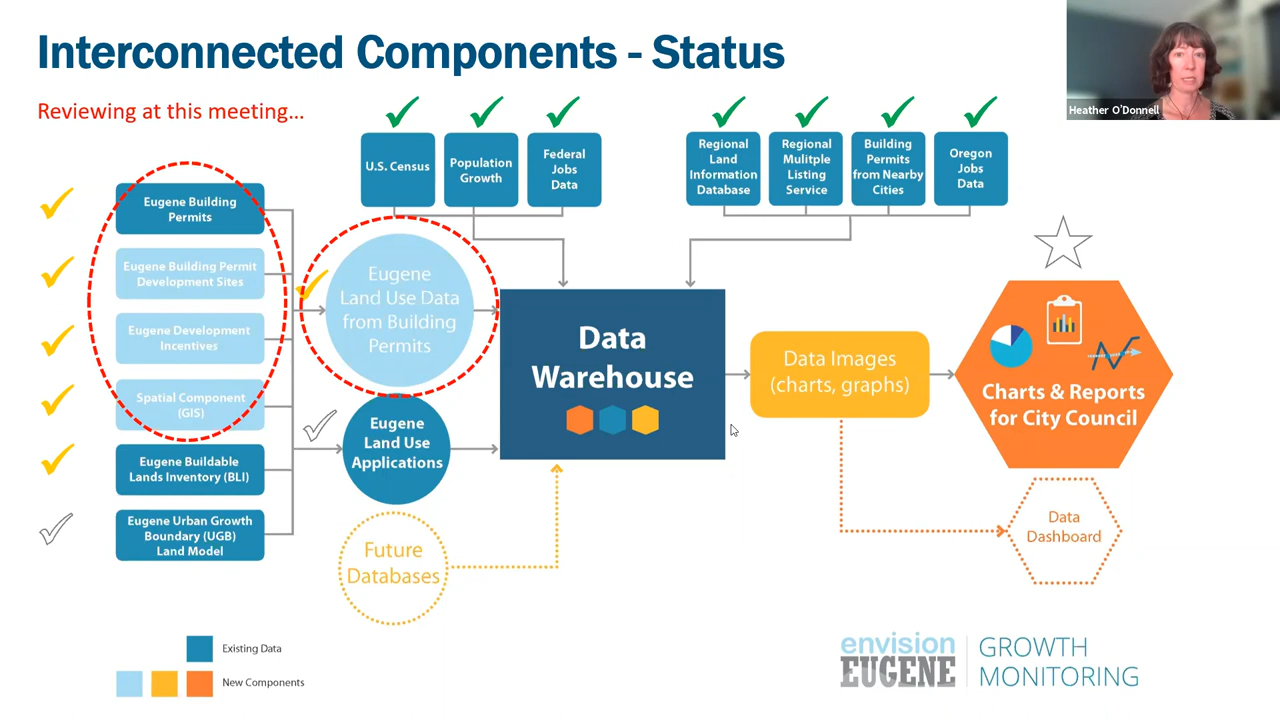 Interconnected Components - Status
Heather O'Donnell
Reviewing at this meeting...
U.S. Census
Population
Growth
Federal
Jobs
Data
Regional
Land
Information
Database
Regional
Mulitple
Listing
Service
Building
Permits
from Nearby
Cities
Oregon
Jobs
Data
Eugene Building
Permits
Eugene Building Permit
Development Sites
Eugene Development
Incentives
Spatial Component
(GIS)
Eugene Buildable
Lands Inventory (BLI)
Eugene Urban Growth
Boundary (UGB)
Land Model
Eugene
Land Use Data
from Building
Permits
Eugene
Land Use
Applications
Future
Databases
Data
Warehouse
Data Images
(charts, graphs)
Charts & Reports
for City Council
Data
Dashboard
Existing Data
New Components
envision
EUGENE
GROWTH
MONITORING